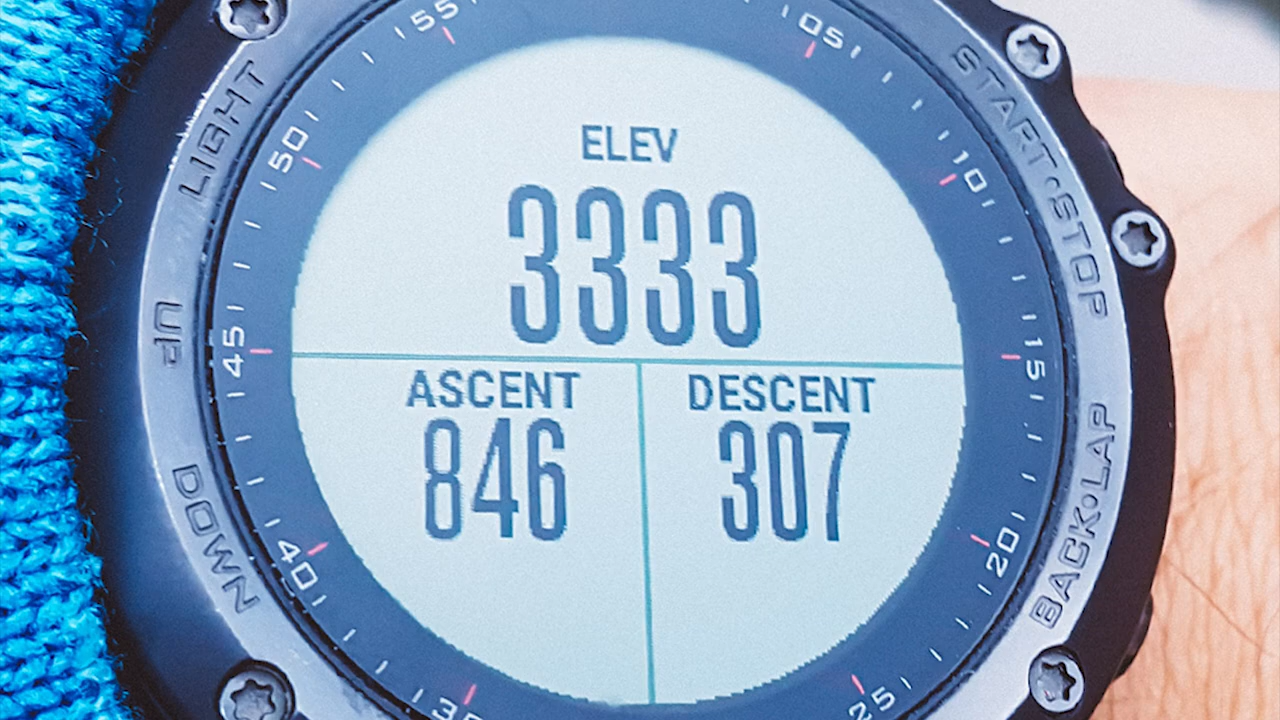 ELEV
3333
ASCENT
846
DESCENT
307
LIGHT
UP
DOWN
START·STOP
BACK·LAP
55
05
10
15
20
25
40
45
50